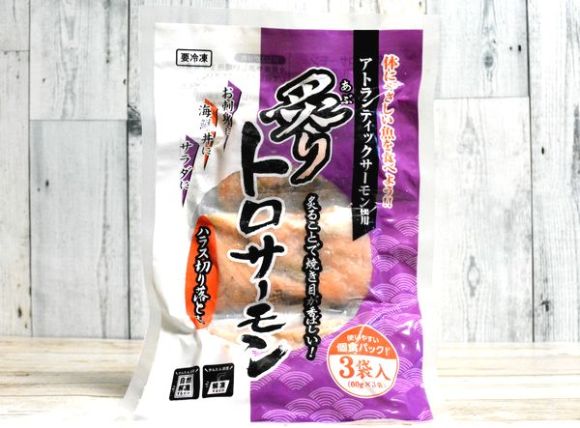 要冷凍
体にやさしい魚を食べよう!!
アトランティックサーモン使用
あぶ
炙り
トロサーモン
お刺身に
海鮮丼に
サラダに
炙ることで焼き目が香ばしい!
ハラス切り落とし
使いやすい
個食パック!
3袋入
(60g×3袋)